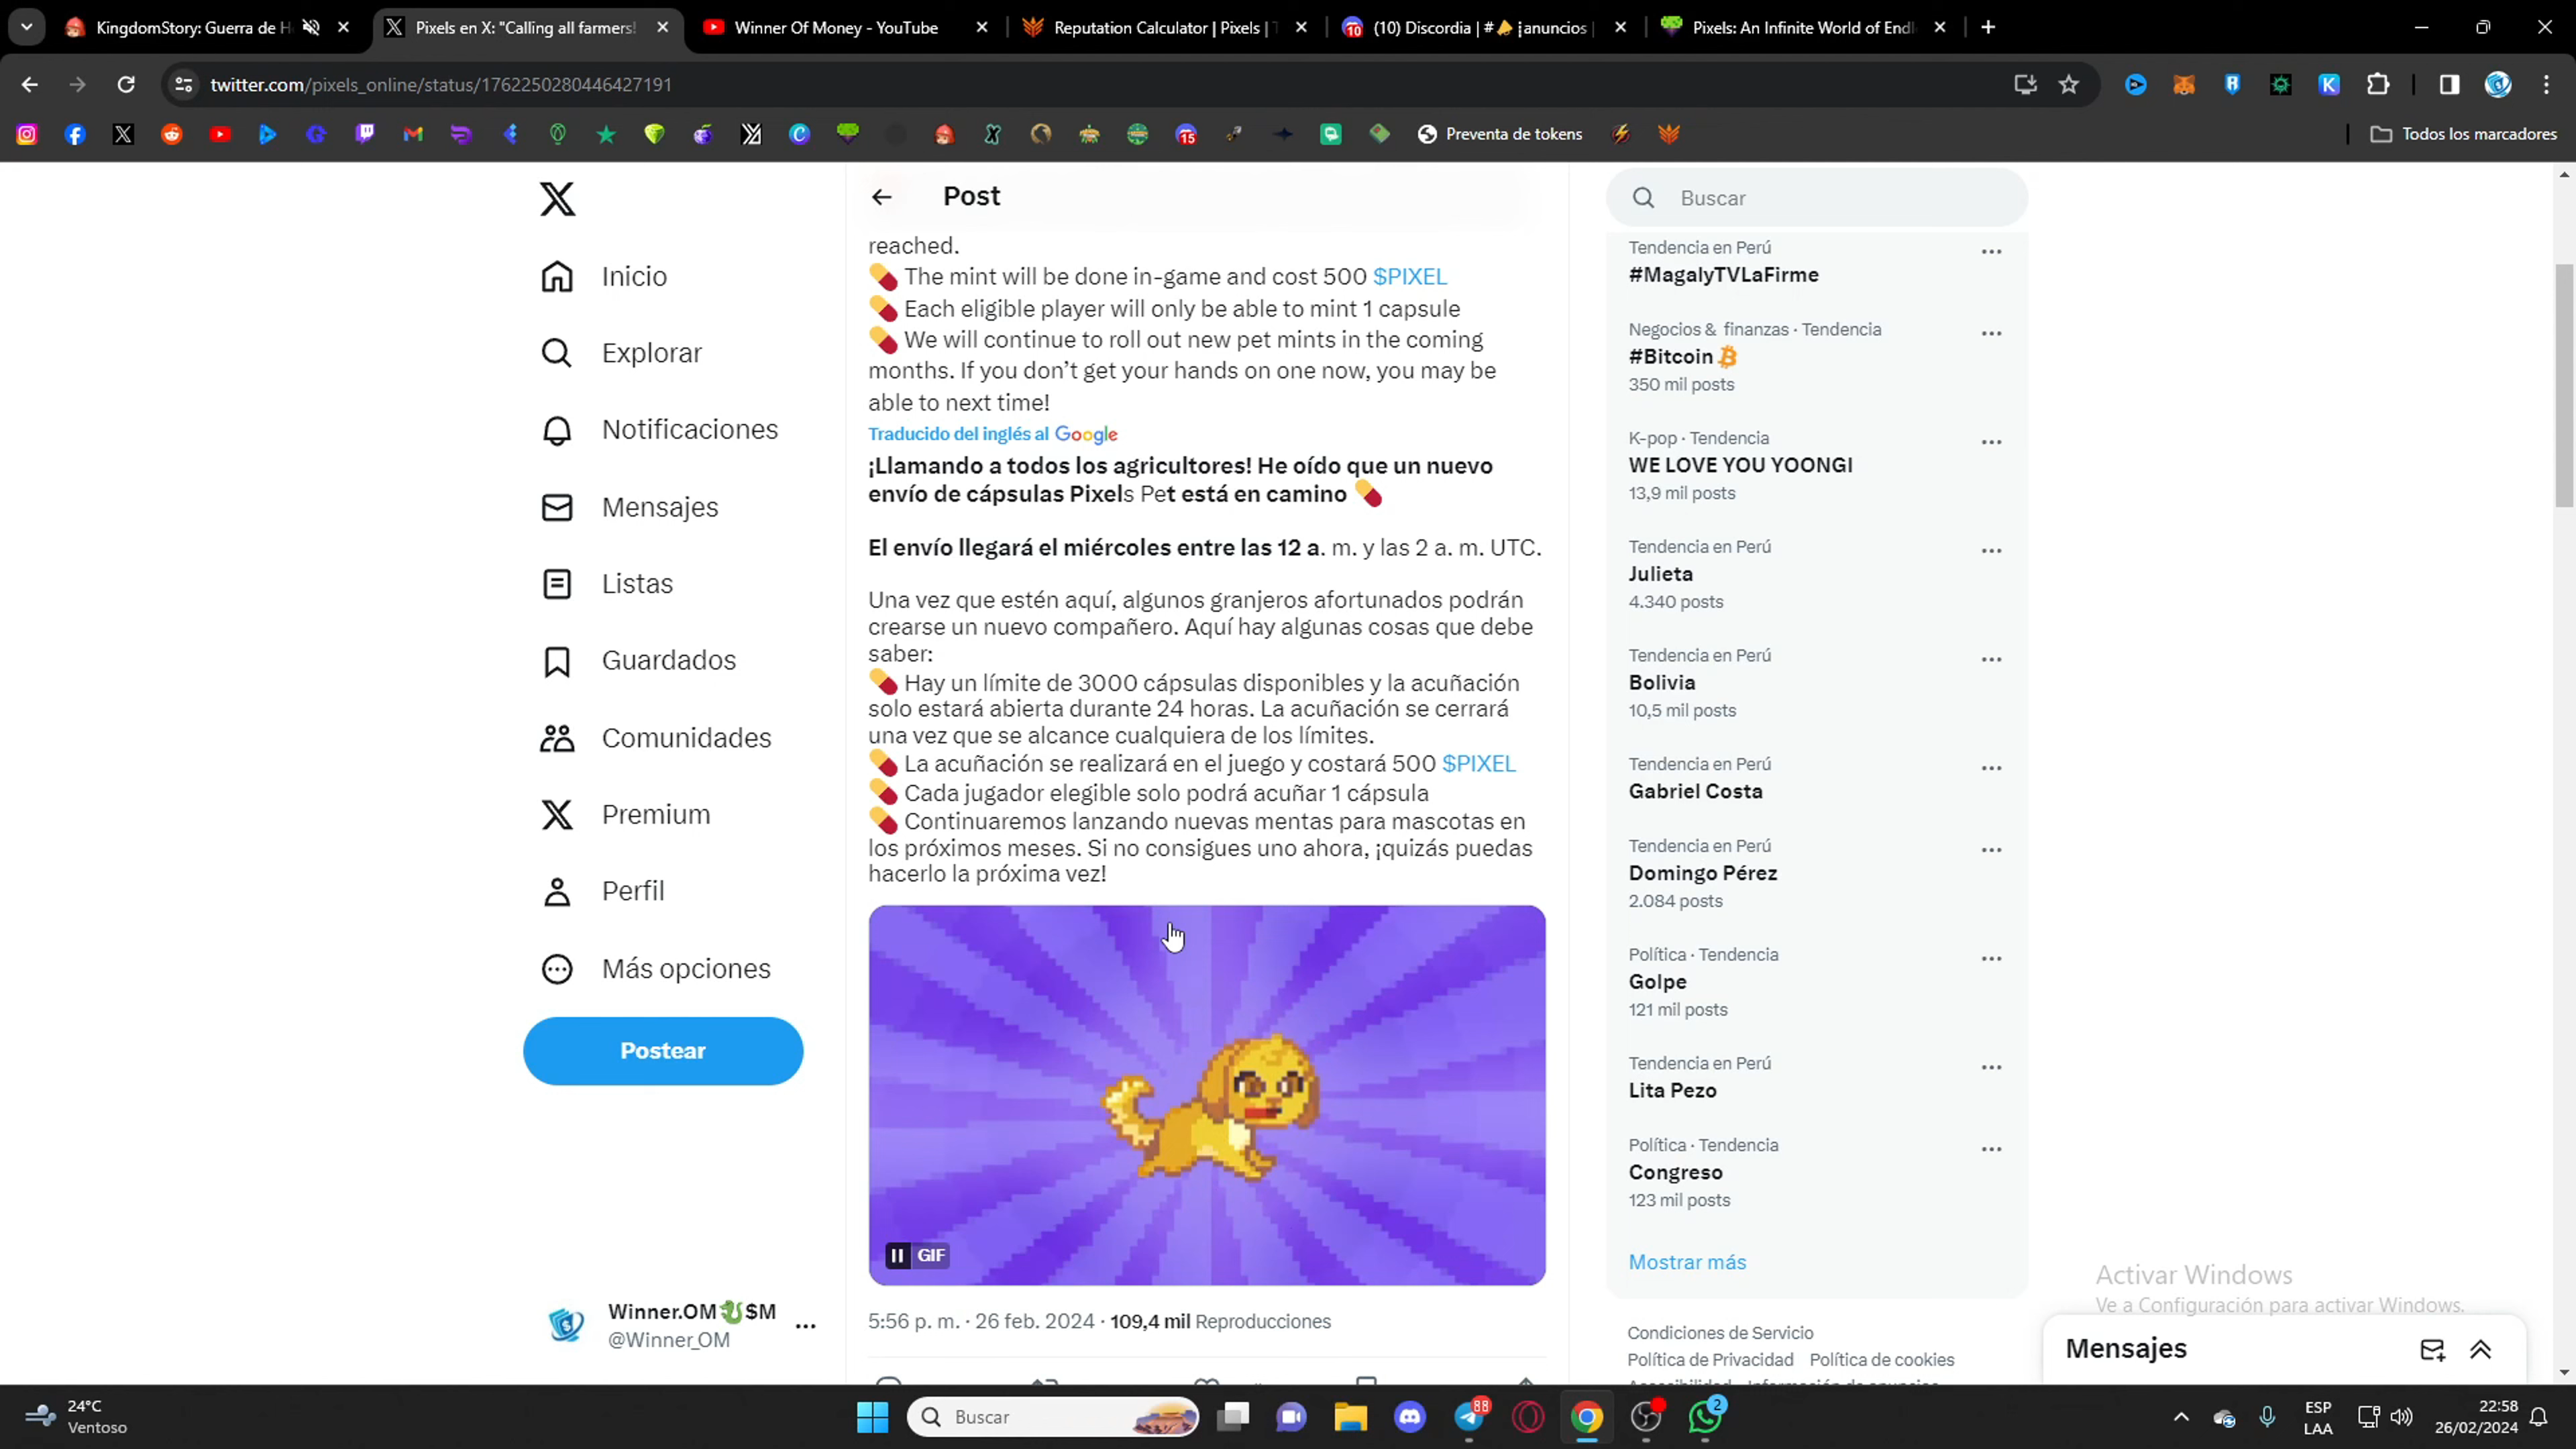 KingdomStory: Guerra de H
Pixels en X: "Calling all farmers!
Winner Of Money - YouTube
Reputation Calculator | Pixels | T
(10) Discordia | # ¡anuncios |
Pixels: An Infinite World of Endl
twitter.com/pixels_online/status/1762250280446427191
15
Preventa de tokens
Todos los marcadores
Inicio
Explorar
Notificaciones
Mensajes
Listas
Guardados
Comunidades
Premium
Perfil
Más opciones
Postear
Winner.OM🐉$M
@Winner_OM
Post
reached.
💊 The mint will be done in-game and cost 500 $PIXEL
💊 Each eligible player will only be able to mint 1 capsule
💊 We will continue to roll out new pet mints in the coming
months. If you don’t get your hands on one now, you may be
able to next time!
Traducido del inglés al Google
¡Llamando a todos los agricultores! He oído que un nuevo
envío de cápsulas Pixels Pet está en camino 💊
El envío llegará el miércoles entre las 12 a. m. y las 2 a. m. UTC.
Una vez que estén aquí, algunos granjeros afortunados podrán
crearse un nuevo compañero. Aquí hay algunas cosas que debe
saber:
💊 Hay un límite de 3000 cápsulas disponibles y la acuñación
solo estará abierta durante 24 horas. La acuñación se cerrará
una vez que se alcance cualquiera de los límites.
💊 La acuñación se realizará en el juego y costará 500 $PIXEL
💊 Cada jugador elegible solo podrá acuñar 1 cápsula
💊 Continuaremos lanzando nuevas mentas para mascotas en
los próximos meses. Si no consigues uno ahora, ¡quizás puedas
hacerlo la próxima vez!
GIF
5:56 p. m. · 26 feb. 2024 · 109,4 mil Reproducciones
Buscar
Tendencia en Perú
#MagalyTVLaFirme
Negocios & finanzas · Tendencia
#Bitcoin
350 mil posts
K-pop · Tendencia
WE LOVE YOU YOONGI
13,9 mil posts
Tendencia en Perú
Julieta
4.340 posts
Tendencia en Perú
Bolivia
10,5 mil posts
Tendencia en Perú
Gabriel Costa
Tendencia en Perú
Domingo Pérez
2.084 posts
Política · Tendencia
Golpe
121 mil posts
Tendencia en Perú
Lita Pezo
Política · Tendencia
Congreso
123 mil posts
Mostrar más
Condiciones de Servicio
Política de Privacidad Política de cookies
Activar Windows
Ve a Configuración para activar Windows.
Mensajes
24°C
Ventoso
Buscar
88
2
ESP
LAA
22:58
26/02/2024